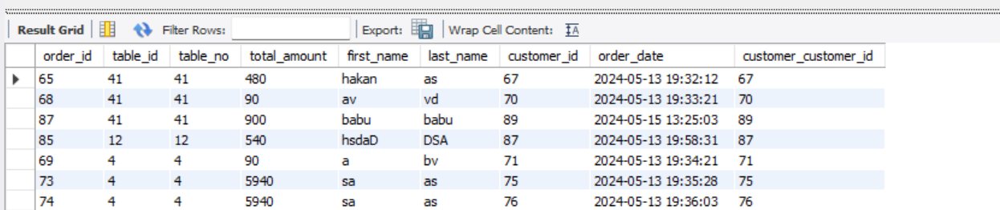 Result Grid Filter Rows: Export: Wrap Cell Content: IA
order_id table_id table_no total_amount first_name last_name customer_id order_date customer_customer_id
65 41 41 480 hakan as 67 2024-05-13 19:32:12 67
68 41 41 90 av vd 70 2024-05-13 19:33:21 70
87 41 41 900 babu babu 89 2024-05-15 13:25:03 89
85 12 12 540 hsdaD DSA 87 2024-05-13 19:58:31 87
69 4 4 90 a bv 71 2024-05-13 19:34:21 71
73 4 4 5940 sa as 75 2024-05-13 19:35:28 75
74 4 4 5940 sa as 76 2024-05-13 19:36:03 76